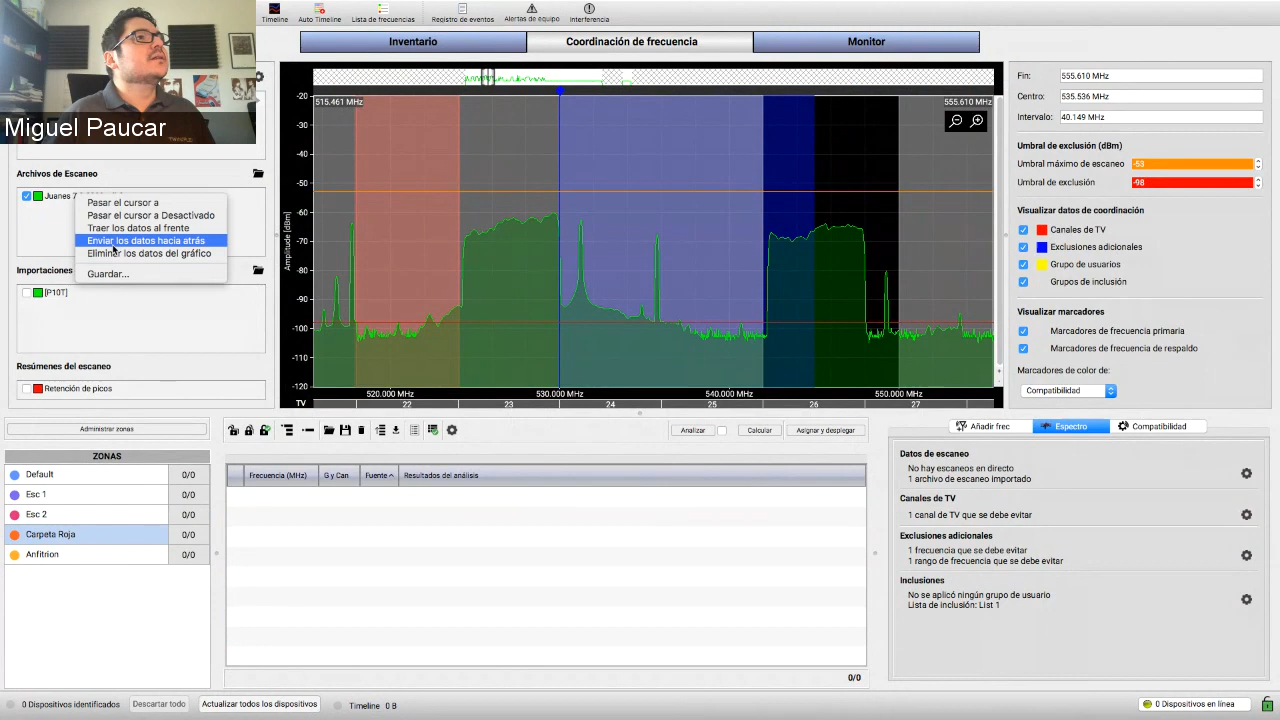 Timeline
Auto Timeline
Lista de frecuencias
Registro de eventos
Alertas de equipo
Interferencia
Inventario
Coordinación de frecuencia
Monitor
Miguel Paucar
Archivos de Escaneo
Juanes 7
Pasar el cursor a
Pasar el cursor a Desactivado
Traer los datos al frente
Enviar los datos hacia atrás
Eliminar los datos del gráfico
Guardar...
Importaciones
[P10T]
Resúmenes del escaneo
Retención de picos
515.461 MHz
555.610 MHz
Amplitude [dBm]
-20
-30
-40
-50
-60
-70
-80
-90
-100
-110
-120
520.000 MHz
530.000 MHz
540.000 MHz
550.000 MHz
TV
22
23
24
25
26
27
Fin:
555.610 MHz
Centro:
535.536 MHz
Intervalo:
40.149 MHz
Umbral de exclusión (dBm)
Umbral máximo de escaneo
-53
Umbral de exclusión
-98
Visualizar datos de coordinación
Canales de TV
Exclusiones adicionales
Grupo de usuarios
Grupos de inclusión
Visualizar marcadores
Marcadores de frecuencia primaria
Marcadores de frecuencia de respaldo
Marcadores de color de:
Compatibilidad
Administrar zonas
ZONAS
Default 0/0
Esc 1 0/0
Esc 2 0/0
Carpeta Roja 0/0
Anfitrion 0/0
Analizar
Calcular
Asignar y desplegar
Frecuencia (MHz)
G y Can
Fuente
Resultados del análisis
0/0
Añadir frec
Espectro
Compatibilidad
Datos de escaneo
No hay escaneos en directo
1 archivo de escaneo importado
Canales de TV
1 canal de TV que se debe evitar
Exclusiones adicionales
1 frecuencia que se debe evitar
1 rango de frecuencia que se debe evitar
Inclusiones
No se aplicó ningún grupo de usuario
Lista de inclusión: List 1
0 Dispositivos identificados
Descartar todo
Actualizar todos los dispositivos
Timeline 0 B
0 Dispositivos en línea